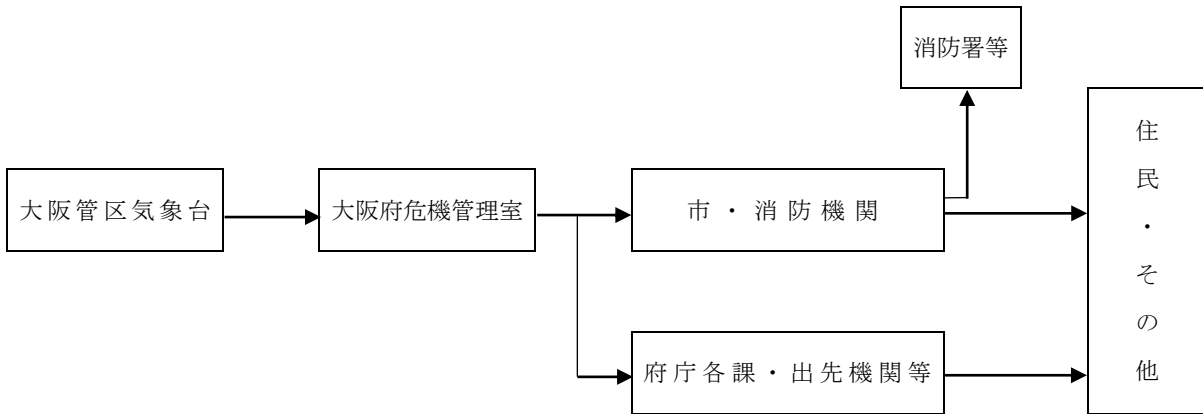 消防署等
大阪管区気象台
大阪府危機管理室
市・消防機関
府庁各課・出先機関等
住民・その他